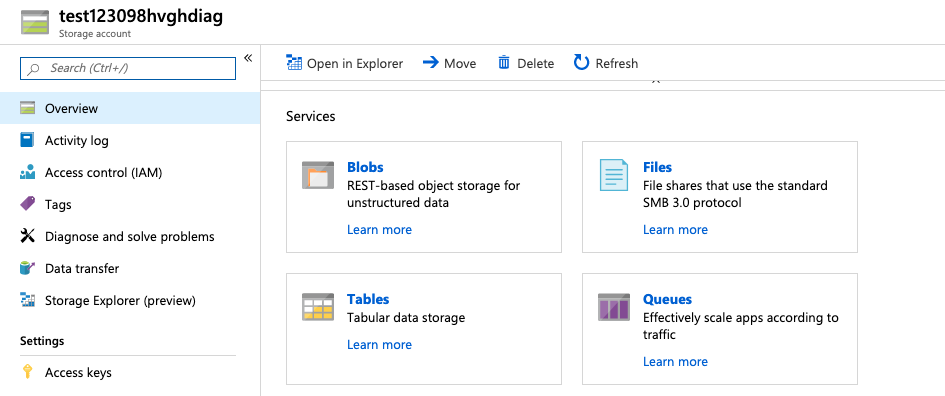 test123098hvghdiag
Storage account
Search (Ctrl+/)
«
Overview
Activity log
Access control (IAM)
Tags
Diagnose and solve problems
Data transfer
Storage Explorer (preview)
Settings
Access keys
Open in Explorer
Move
Delete
Refresh
Services
Blobs
REST-based object storage for
unstructured data
Learn more
Files
File shares that use the standard
SMB 3.0 protocol
Learn more
Tables
Tabular data storage
Learn more
Queues
Effectively scale apps according to
traffic
Learn more